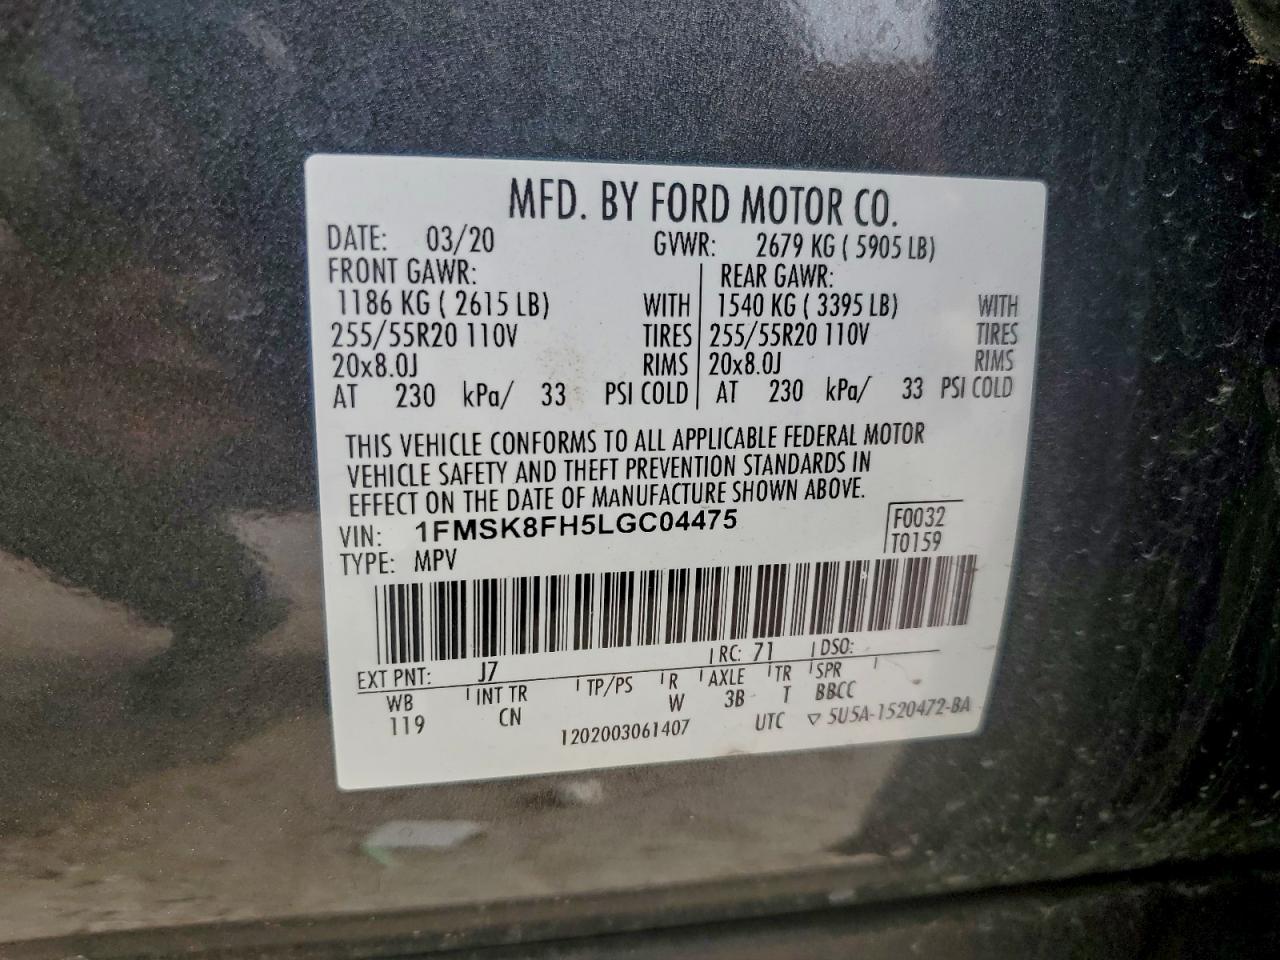 MFD. BY FORD MOTOR CO.
DATE: 03/20 GVWR: 2679 KG ( 5905 LB)
FRONT GAWR: REAR GAWR:
1186 KG ( 2615 LB) WITH 1540 KG ( 3395 LB) WITH
255/55R20 110V TIRES 255/55R20 110V TIRES
20x8.0J RIMS 20x8.0J RIMS
AT 230 kPa/ 33 PSI COLD AT 230 kPa/ 33 PSI COLD
THIS VEHICLE CONFORMS TO ALL APPLICABLE FEDERAL MOTOR
VEHICLE SAFETY AND THEFT PREVENTION STANDARDS IN
EFFECT ON THE DATE OF MANUFACTURE SHOWN ABOVE.
VIN: 1FMSK8FH5LGC04475 F0032
TYPE: MPV T0159
EXT PNT: J7 RC: 71 DSO:
WB INT TR TP/PS R AXLE TR SPR
119 CN W 3B T BBCC
1202003061407 UTC ▽ 5U5A-1520472-BA